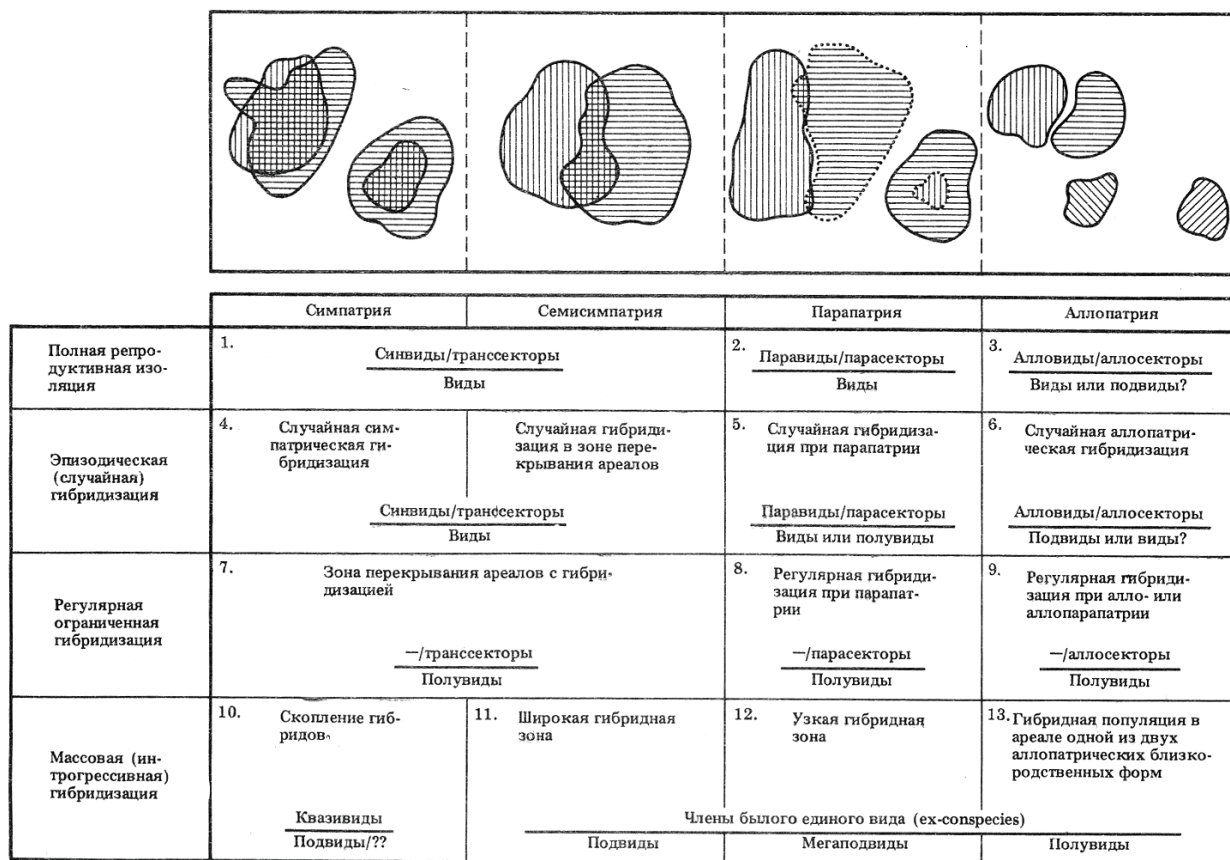 Симпатрия
Семисимпатрия
Парапатрия
Аллопатрия
Полная репро-
дуктивная изо-
ляция
1.
Синвиды/транссекторы
Виды
2.
Паравиды/парасекторы
Виды
3.
Алловиды/аллосекторы
Виды или подвиды?
Эпизодическая
(случайная)
гибридизация
4.
Случайная сим-
патрическая ги-
бридизация
Случайная гибриди-
зация в зоне пере-
крывания ареалов
Синвиды/транссекторы
Виды
5.
Случайная гибридиза-
ция при парапатрии
Паравиды/парасекторы
Виды или полувиды
6.
Случайная аллопатри-
ческая гибридизация
Алловиды/аллосекторы
Подвиды или виды?
Регулярная
ограниченная
гибридизация
7.
Зона перекрывания ареалов с гибри-
дизацией
—/транссекторы
Полувиды
8.
Регулярная гибриди-
зация при парапат-
рии
—/парасекторы
Полувиды
9.
Регулярная гибриди-
зация при алло- или
аллопарапатрии
—/аллосекторы
Полувиды
Массовая (ин-
трогрессивная)
гибридизация
10.
Скопление гиб-
ридов
Квазивиды
Подвиды/??
11.
Широкая гибридная
зона
12.
Узкая гибридная
зона
13. Гибридная популяция в
ареале одной из двух
аллопатрических близко-
родственных форм
Члены былого единого вида (ex-conspecies)
Подвиды
Мегаподвиды
Полувиды